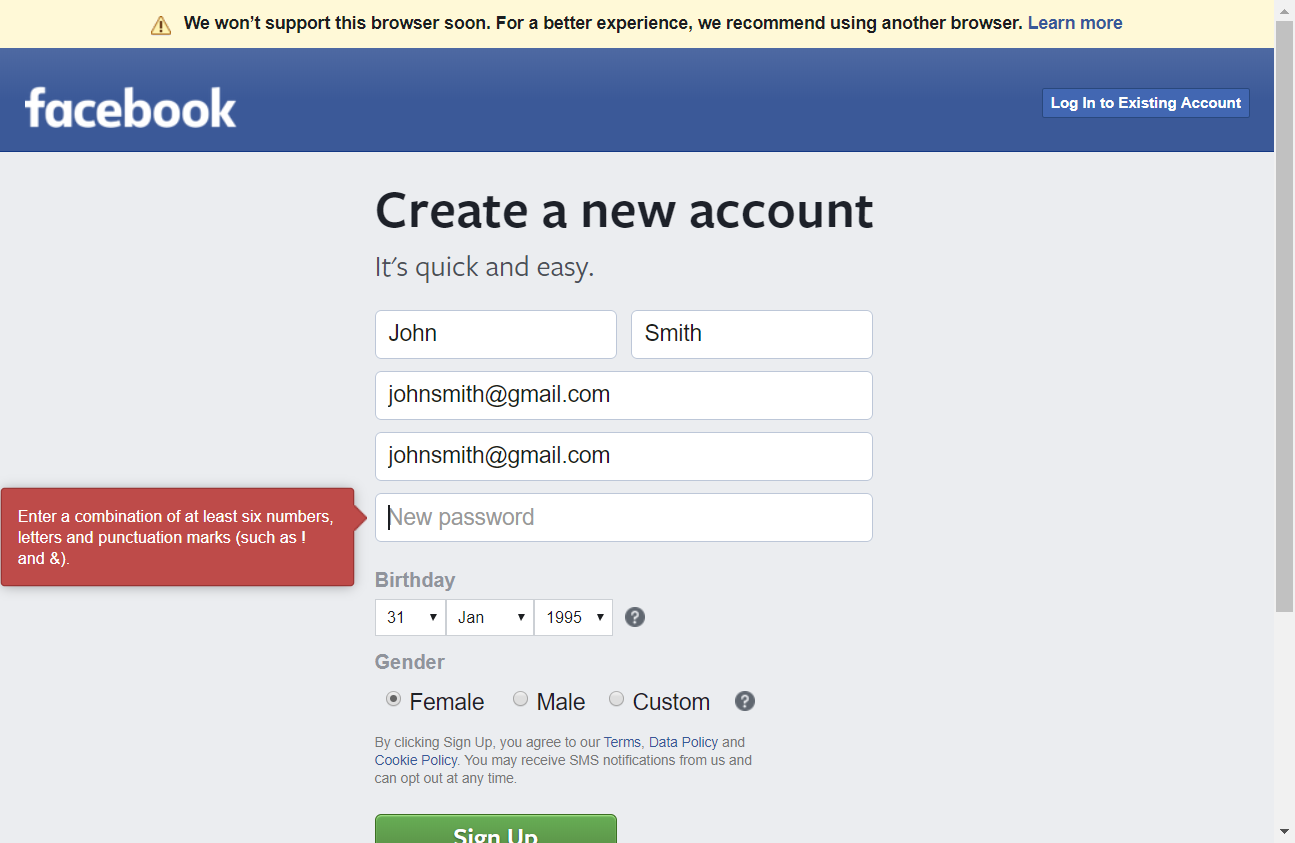 We won’t support this browser soon. For a better experience, we recommend using another browser. Learn more
facebook
Log In to Existing Account
Create a new account
It's quick and easy.
John
Smith
johnsmith@gmail.com
johnsmith@gmail.com
Enter a combination of at least six numbers,
letters and punctuation marks (such as !
and &).
New password
Birthday
31 Jan 1995
Gender
Female Male Custom
By clicking Sign Up, you agree to our Terms, Data Policy and
Cookie Policy. You may receive SMS notifications from us and
can opt out at any time.
Sign Up